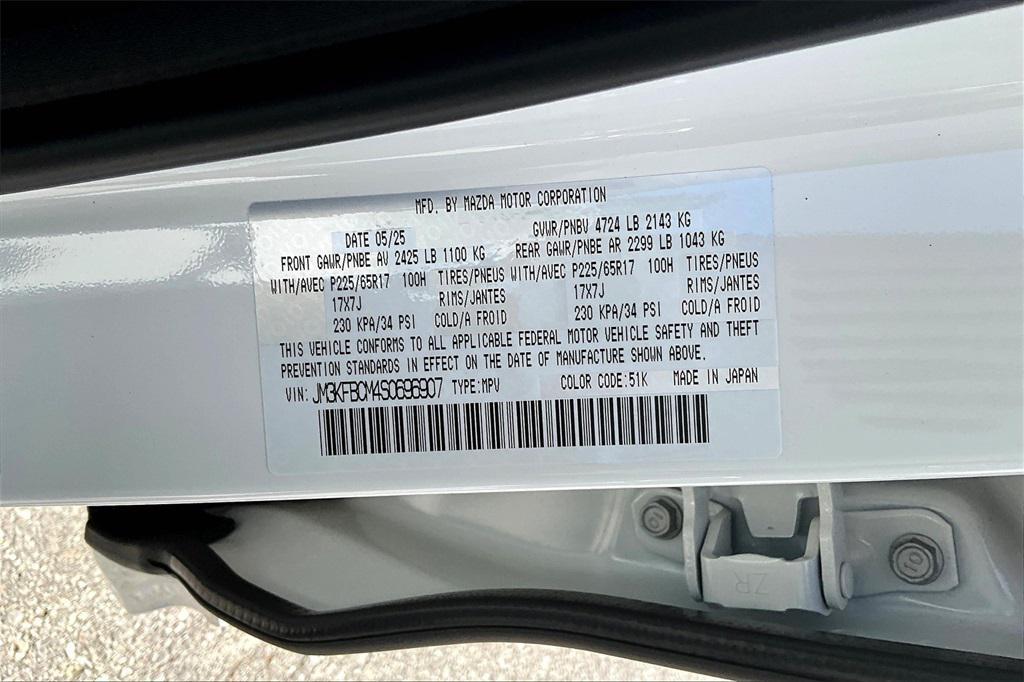 MFD. BY MAZDA MOTOR CORPORATION
DATE 05/25 GVWR/PNBV 4724 LB 2143 KG
FRONT GAWR/PNBE AV 2425 LB 1100 KG REAR GAWR/PNBE AR 2299 LB 1043 KG
WITH/AVEC P225/65R17 100H TIRES/PNEUS WITH/AVEC P225/65R17 100H TIRES/PNEUS
17X7J RIMS/JANTES 17X7J RIMS/JANTES
230 KPA/34 PSI COLD/A FROID 230 KPA/34 PSI COLD/A FROID
THIS VEHICLE CONFORMS TO ALL APPLICABLE FEDERAL MOTOR VEHICLE SAFETY AND THEFT
PREVENTION STANDARDS IN EFFECT ON THE DATE OF MANUFACTURE SHOWN ABOVE.
VIN: JM3KFBCM4S0696907 TYPE:MPV COLOR CODE:51K MADE IN JAPAN
10
ZR
10